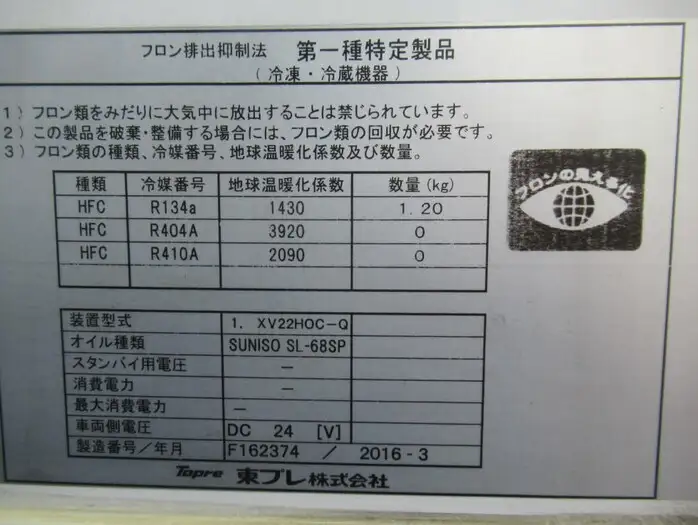 フロン排出抑制法 第一種特定製品
(冷凍・冷蔵機器)
1) フロン類をみだりに大気中に放出することは禁じられています。
2) この製品を破棄・整備する場合には、フロン類の回収が必要です。
3) フロン類の種類、冷媒番号、地球温暖化係数及び数量。
フロンの見える化
種類 冷媒番号 地球温暖化係数 数量(kg)
HFC R134a 1430 1.20
HFC R404A 3920 0
HFC R410A 2090 0
装置型式 1. XV22HOC-Q
オイル種類 SUNISO SL-68SP
スタンバイ用電圧 —
消費電力 —
最大消費電力 —
車両側電圧 DC 24 [V]
製造番号/年月 F162374 / 2016-3
Topre 東プレ株式会社